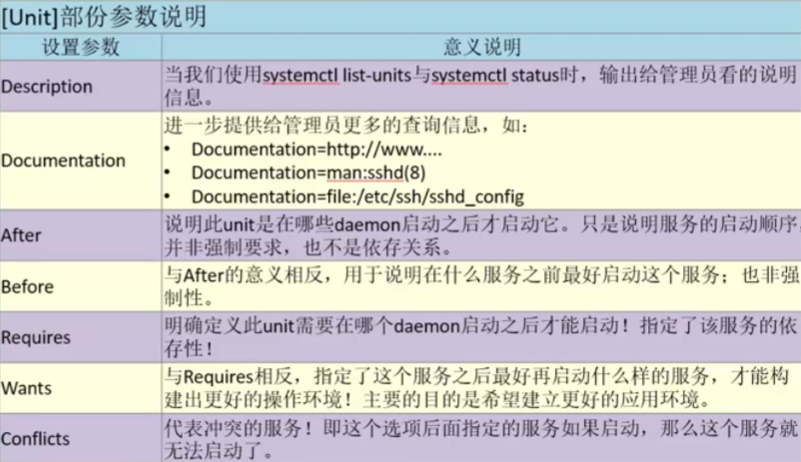 [Unit]部份参数说明
设置参数 意义说明
Description 当我们使用systemctl list-units与systemctl status时，输出给管理员看的说明
信息。
Documentation 进一步提供给管理员更多的查询信息，如：
• Documentation=http://www....
• Documentation=man:sshd(8)
• Documentation=file:/etc/ssh/sshd_config
After 说明此unit是在哪些daemon启动之后才启动它。只是说明服务的启动顺序，
并非强制要求，也不是依存关系。
Before 与After的意义相反，用于说明在什么服务之前最好启动这个服务；也非强
制性。
Requires 明确定义此unit需要在哪个daemon启动之后才能启动！指定了该服务的依
存性！
Wants 与Requires相反，指定了这个服务之后最好再启动什么样的服务，才能构
建出更好的操作环境！主要的目的是希望建立更好的应用环境。
Conflicts 代表冲突的服务！即这个选项后面指定的服务如果启动，那么这个服务就
无法启动了。